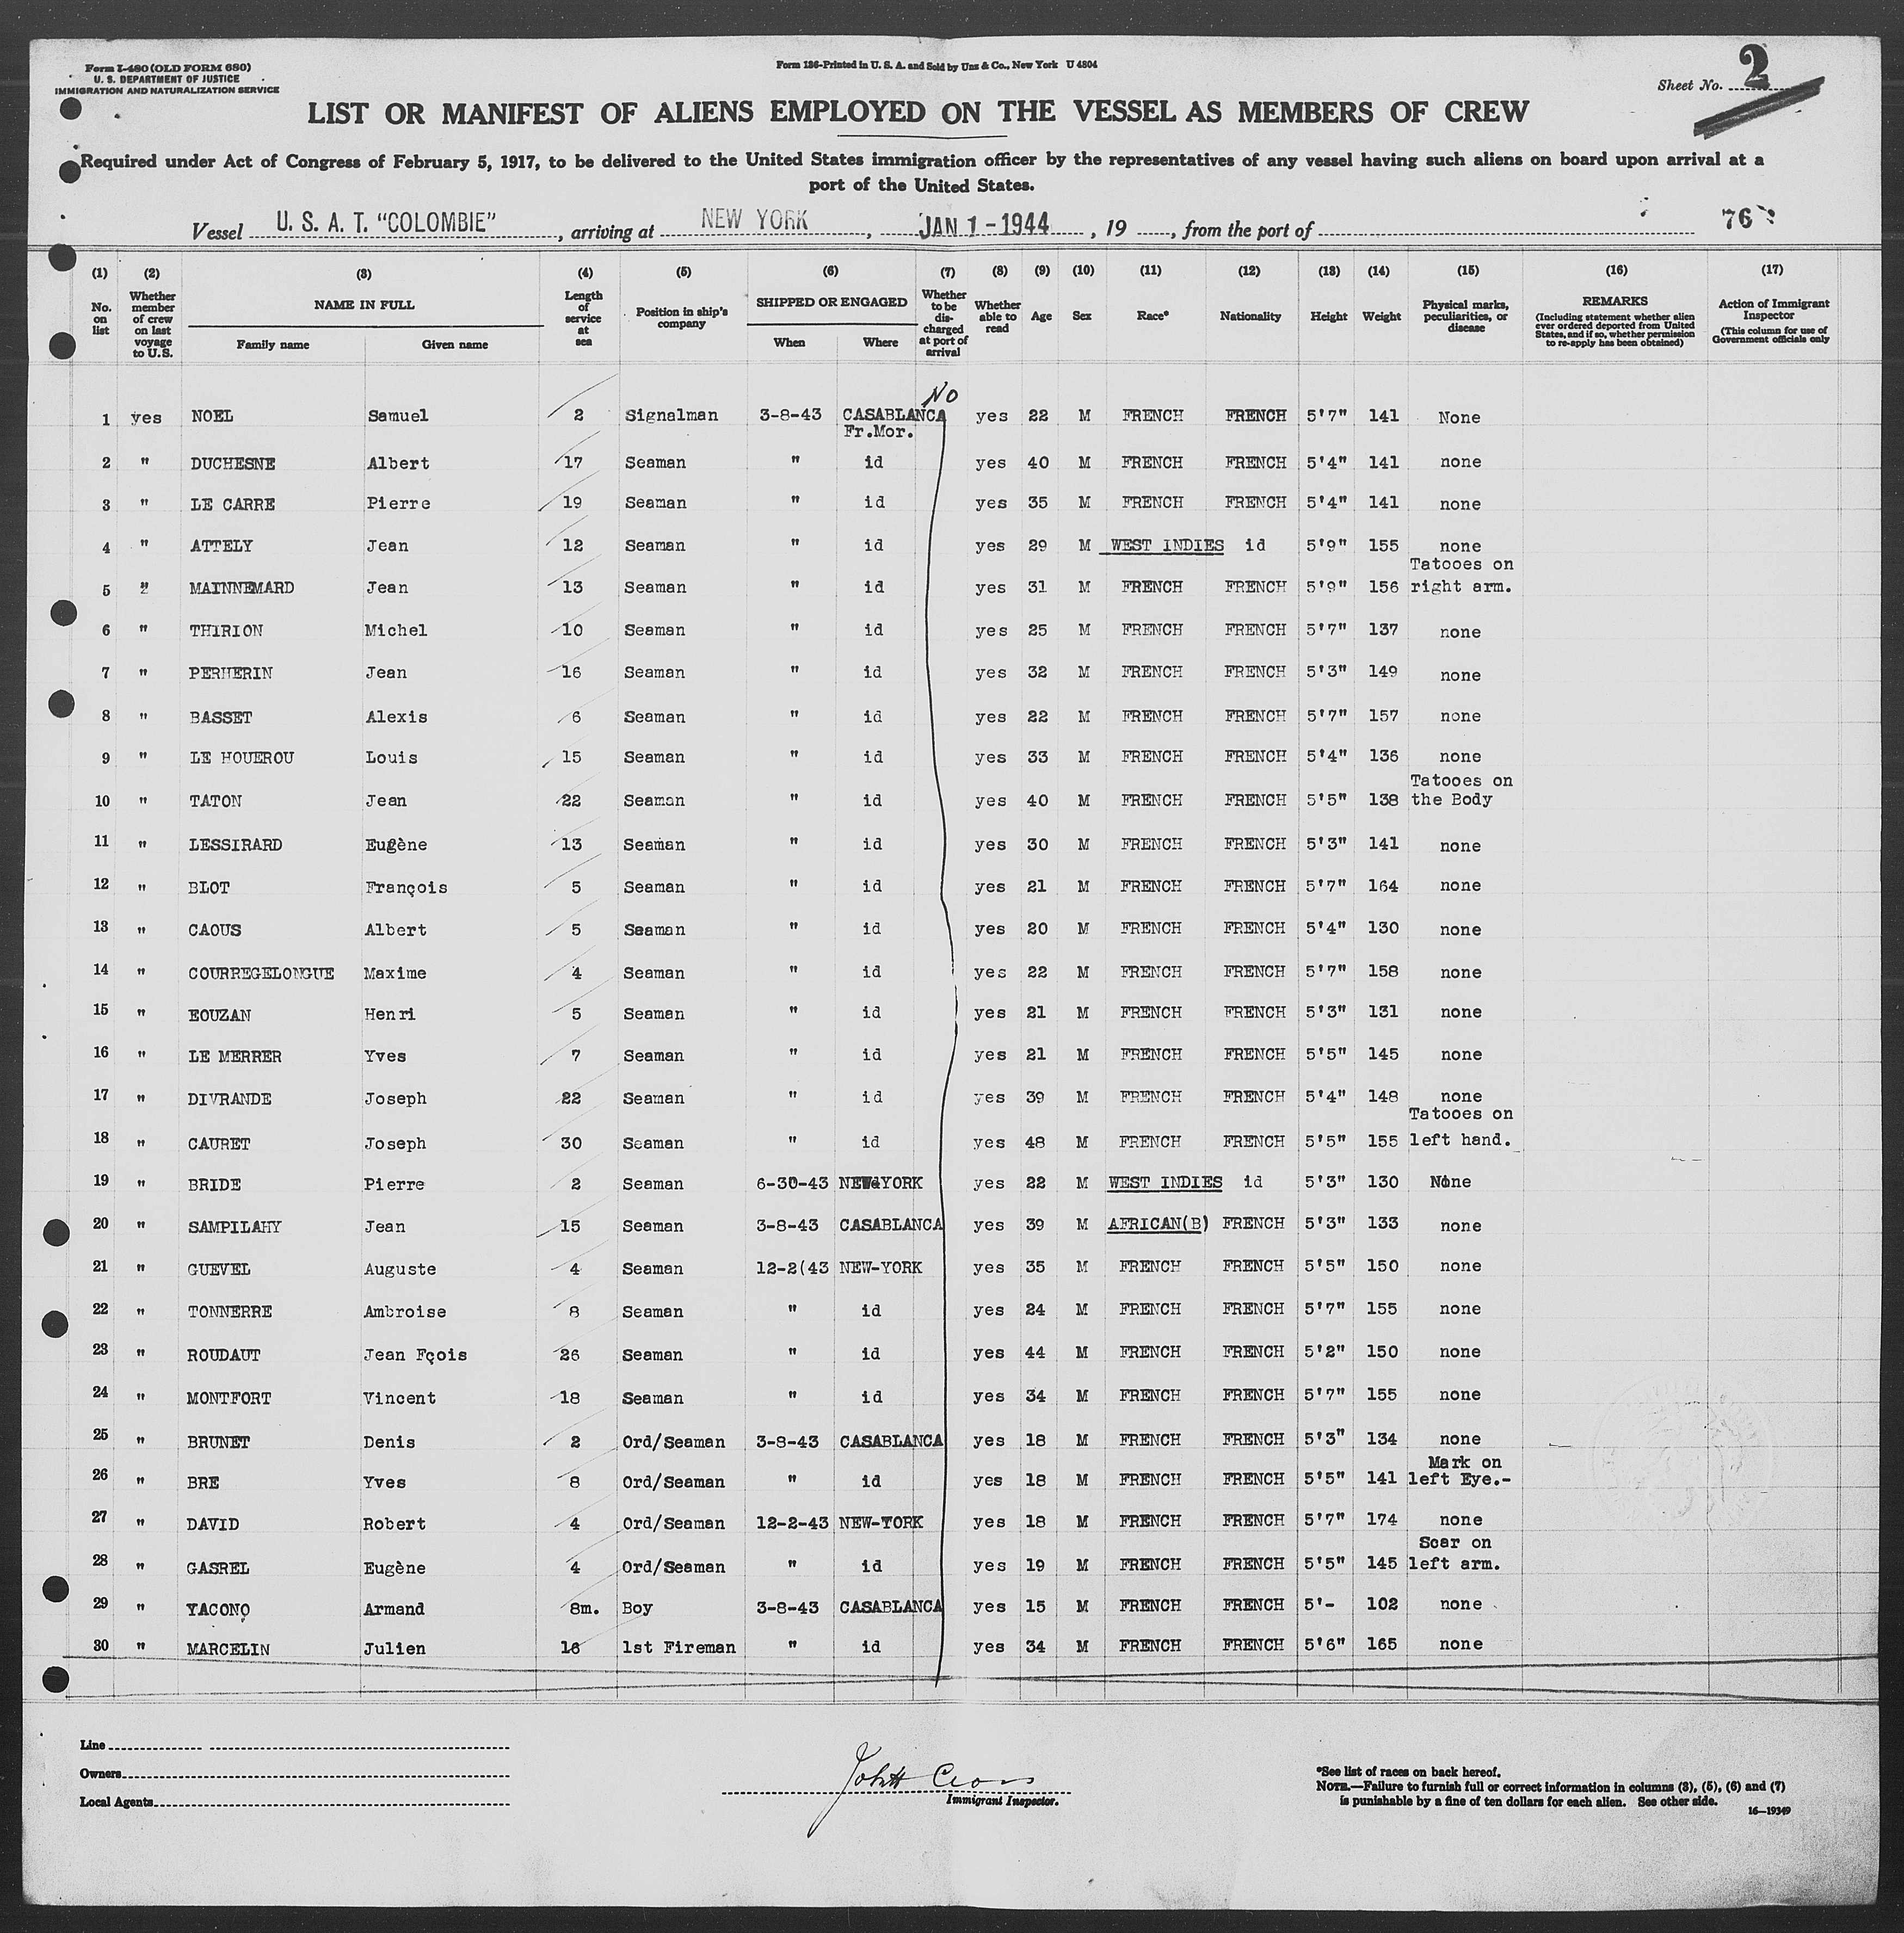 Form I-480 (OLD FORM 680)
U. S. DEPARTMENT OF JUSTICE
IMMIGRATION AND NATURALIZATION SERVICE
Form 136-Printed in U. S. A. and Sold by Unz & Co., New York U 4804
Sheet No. 2
LIST OR MANIFEST OF ALIENS EMPLOYED ON THE VESSEL AS MEMBERS OF CREW
Required under Act of Congress of February 5, 1917, to be delivered to the United States immigration officer by the representatives of any vessel having such aliens on board upon arrival at a
port of the United States.
Vessel U. S. A. T. "COLOMBIE", arriving at NEW YORK, JAN 1 - 1944, 19 , from the port of 76
(1) No. on list
(2) Whether member of crew on last voyage to U.S.
(3) NAME IN FULL Family name Given name
(4) Length of service at sea
(5) Position in ship's company
(6) SHIPPED OR ENGAGED When Where
(7) Whether to be discharged at port of arrival
(8) Whether able to read
(9) Age
(10) Sex
(11) Race*
(12) Nationality
(13) Height
(14) Weight
(15) Physical marks, peculiarities, or disease
(16) REMARKS (Including statement whether alien ever ordered deported from United States, and if so, whether permission to re-apply has been obtained)
(17) Action of Immigrant Inspector (This column for use of Government officials only
No
1 yes NOEL Samuel 2 Signalman 3-8-43 CASABLANCA yes 22 M FRENCH FRENCH 5'7" 141 None
Fr.Mor.
2 " DUCHESNE Albert 17 Seaman " id yes 40 M FRENCH FRENCH 5'4" 141 none
3 " LE CARRE Pierre 19 Seaman " id yes 35 M FRENCH FRENCH 5'4" 141 none
4 " ATTELY Jean 12 Seaman " id yes 29 M WEST INDIES id 5'9" 155 none
Tatooes on
5 " MAINNEMARD Jean 13 Seaman " id yes 31 M FRENCH FRENCH 5'9" 156 right arm.
6 " THIRION Michel 10 Seaman " id yes 25 M FRENCH FRENCH 5'7" 137 none
7 " PERHERIN Jean 16 Seaman " id yes 32 M FRENCH FRENCH 5'3" 149 none
8 " BASSET Alexis 6 Seaman " id yes 22 M FRENCH FRENCH 5'7" 157 none
9 " LE HOUEROU Louis 15 Seaman " id yes 33 M FRENCH FRENCH 5'4" 136 none
Tatooes on
10 " TATON Jean 22 Seaman " id yes 40 M FRENCH FRENCH 5'5" 138 the Body
11 " LESSIRARD Eugène 13 Seaman " id yes 30 M FRENCH FRENCH 5'3" 141 none
12 " BLOT François 5 Seaman " id yes 21 M FRENCH FRENCH 5'7" 164 none
13 " CAOUS Albert 5 Seaman " id yes 20 M FRENCH FRENCH 5'4" 130 none
14 " COURREGELONGUE Maxime 4 Seaman " id yes 22 M FRENCH FRENCH 5'7" 158 none
15 " EOUZAN Henri 5 Seaman " id yes 21 M FRENCH FRENCH 5'3" 131 none
16 " LE MERRER Yves 7 Seaman " id yes 21 M FRENCH FRENCH 5'5" 145 none
17 " DIVRANDE Joseph 22 Seaman " id yes 39 M FRENCH FRENCH 5'4" 148 none
Tatooes on
18 " CAURET Joseph 30 Seaman " id yes 48 M FRENCH FRENCH 5'5" 155 left hand.
19 " BRIDE Pierre 2 Seaman 6-30-43 NEW YORK yes 22 M WEST INDIES id 5'3" 130 None
20 " SAMPILAHY Jean 15 Seaman 3-8-43 CASABLANCA yes 39 M AFRICAN(B) FRENCH 5'3" 133 none
21 " GUEVEL Auguste 4 Seaman 12-2(43 NEW-YORK yes 35 M FRENCH FRENCH 5'5" 150 none
22 " TONNERRE Ambroise 8 Seaman " id yes 24 M FRENCH FRENCH 5'7" 155 none
23 " ROUDAUT Jean Fçois 26 Seaman " id yes 44 M FRENCH FRENCH 5'2" 150 none
24 " MONTFORT Vincent 18 Seaman " id yes 34 M FRENCH FRENCH 5'7" 155 none
25 " BRUNET Denis 2 Ord/Seaman 3-8-43 CASABLANCA yes 18 M FRENCH FRENCH 5'3" 134 none
Mark on
26 " BRE Yves 8 Ord/Seaman " id yes 18 M FRENCH FRENCH 5'5" 141 left Eye.-
27 " DAVID Robert 4 Ord/Seaman 12-2-43 NEW-YORK yes 18 M FRENCH FRENCH 5'7" 174 none
Scar on
28 " GASREL Eugène 4 Ord/Seaman " id yes 19 M FRENCH FRENCH 5'5" 145 left arm.
29 " YACONO Armand 8m. Boy 3-8-43 CASABLANCA yes 15 M FRENCH FRENCH 5'- 102 none
30 " MARCELIN Julien 16 1st Fireman " id yes 34 M FRENCH FRENCH 5'6" 165 none
Line
Owners
Local Agents
John H Cross
Immigrant Inspector.
*See list of races on back hereof.
NOTE.—Failure to furnish full or correct information in columns (3), (5), (6) and (7)
is punishable by a fine of ten dollars for each alien. See other side.
16—19349